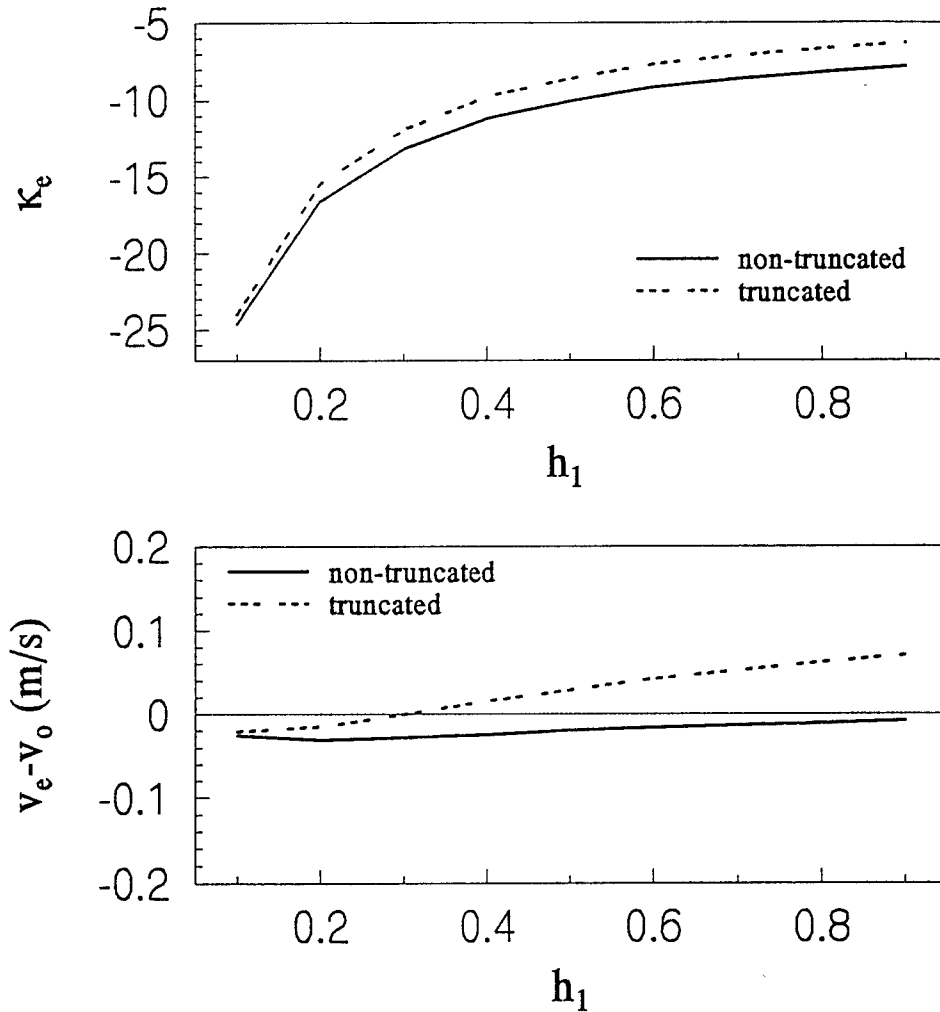 -5
-10
-15
-20
-25
κe
non-truncated
truncated
0.2 0.4 0.6 0.8
h1
0.2
0.1
0
-0.1
-0.2
ve-vo (m/s)
non-truncated
truncated
0.2 0.4 0.6 0.8
h1